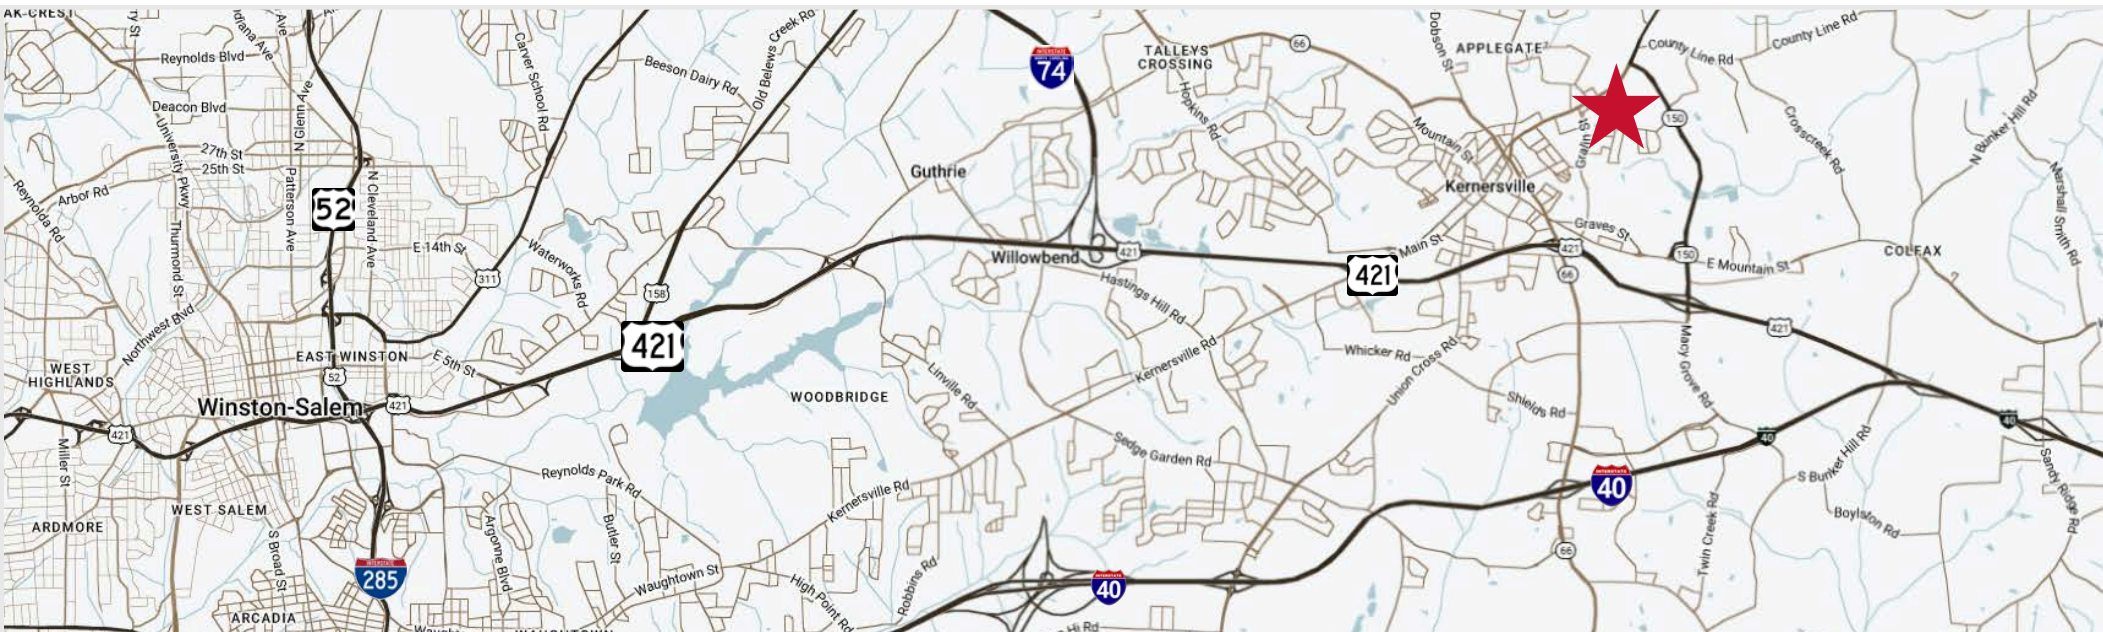 AK-CREST
Reynolds Blvd
Deacon Blvd
University Pkwy
27th St
25th St
Arbor Rd
Reynolda Rd
Thurmond St
Patterson Ave
N Glenn Ave
52
N Cleveland Ave
E 14th St
311
Northwest Blvd
WEST
HIGHLANDS
EAST WINSTON
52
E 5th St
Winston-Salem
421
421
Miller St
ARDMORE
WEST SALEM
S Broad St
INTERSTATE
285
ARCADIA
Argonne Blvd
Reynolds Park Rd
Butler St
Waughtown St
Carver School Rd
Beeson Dairy Rd
Old Belews Creek Rd
Waterworks Rd
158
421
WOODBRIDGE
Kernersville Rd
High Point Rd
Robbins Rd
INTERSTATE
74
TALLEYS
CROSSING
66
Hopkins Rd
Guthrie
Willowbend
421
Hastings Hill Rd
Linville Rd
Kernersville Rd
Sedge Garden Rd
INTERSTATE
40
Dobson St
APPLEGATE
Mountain St
Kernersville
Main St
421
Graves St
421
66
Whicker Rd
Union Cross Rd
Shields Rd
INTERSTATE
40
66
County Line Rd
County Line Rd
150
Crosscreek Rd
N Bunker Hill Rd
Marshall Smith Rd
150
E Mountain St
COLFAX
421
Macy Grove Rd
40
40
S Bunker Hill Rd
Boylston Rd
Twin Creek Rd
Sandy Ridge Rd